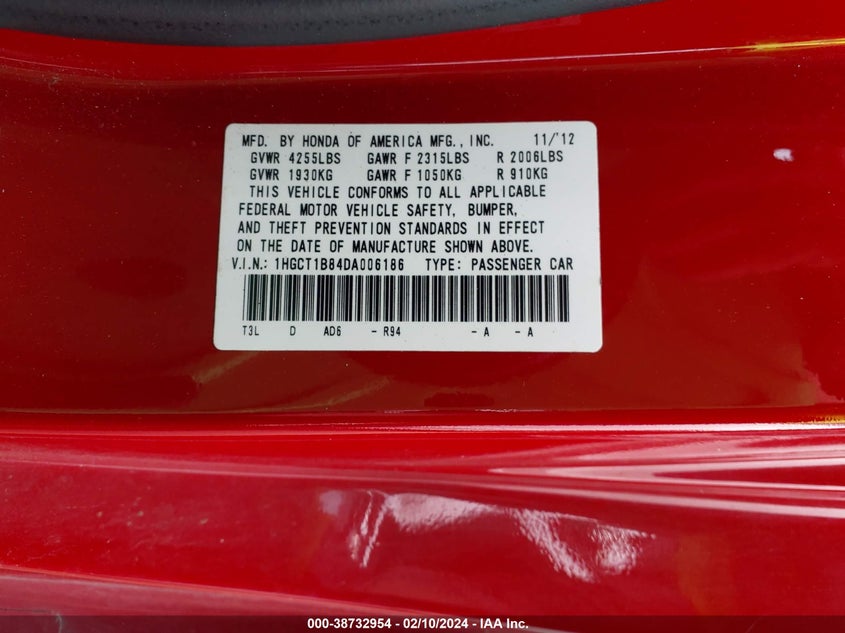 MFD. BY HONDA OF AMERICA MFG., INC. 11/'12
GVWR 4255LBS GAWR F 2315LBS R 2006LBS
GVWR 1930KG GAWR F 1050KG R 910KG
THIS VEHICLE CONFORMS TO ALL APPLICABLE
FEDERAL MOTOR VEHICLE SAFETY, BUMPER,
AND THEFT PREVENTION STANDARDS IN EFFECT
ON THE DATE OF MANUFACTURE SHOWN ABOVE.
V.I.N.: 1HGCT1B84DA006186 TYPE: PASSENGER CAR
T3L D AD6 - R94 - A - A
000-38732954 - 02/10/2024 - IAA Inc.